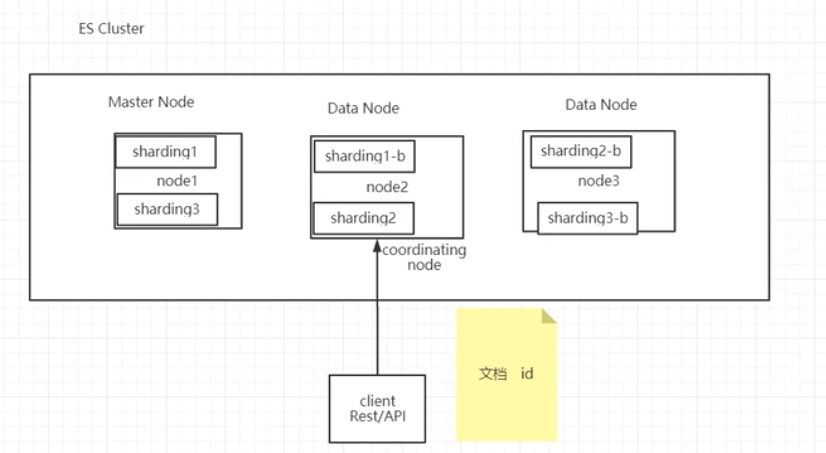 ES Cluster
Master Node
Data Node
Data Node
sharding1
node1
sharding3
sharding1-b
node2
sharding2
sharding2-b
node3
sharding3-b
coordinating
node
client
Rest/API
文档 id